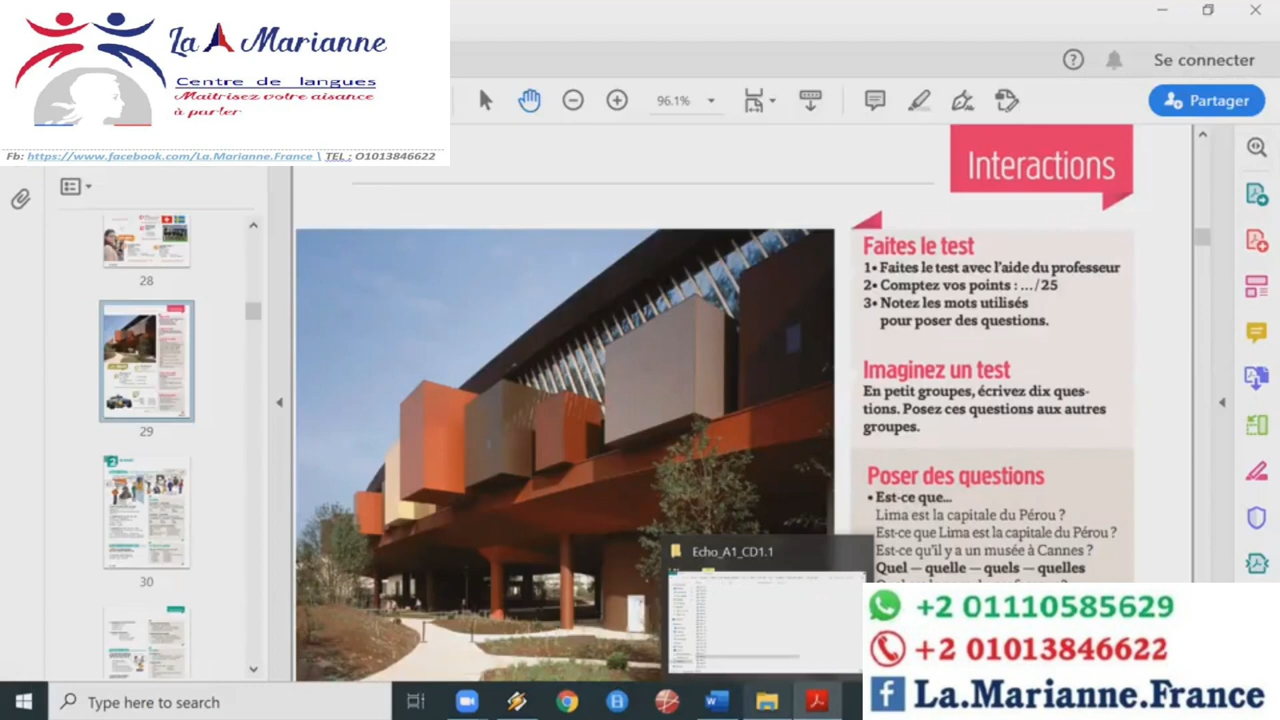 La Marianne
Centre de langues
Maîtrisez votre aisance
à parler
Fb: https://www.facebook.com/La.Marianne.France \ TEL : 01013846622
Se connecter
96.1%
Partager
Interactions
28
29
30
Faites le test
1• Faites le test avec l'aide du professeur
2• Comptez vos points : .../25
3• Notez les mots utilisés
pour poser des questions.
Imaginez un test
En petit groupes, écrivez dix ques-
tions. Posez ces questions aux autres
groupes.
Poser des questions
• Est-ce que...
Lima est la capitale du Pérou ?
Est-ce que Lima est la capitale du Pérou ?
Est-ce qu'il y a un musée à Cannes ?
Quel — quelle — quels — quelles
Echo_A1_CD1.1
+2 01110585629
+2 01013846622
La.Marianne.France
Type here to search